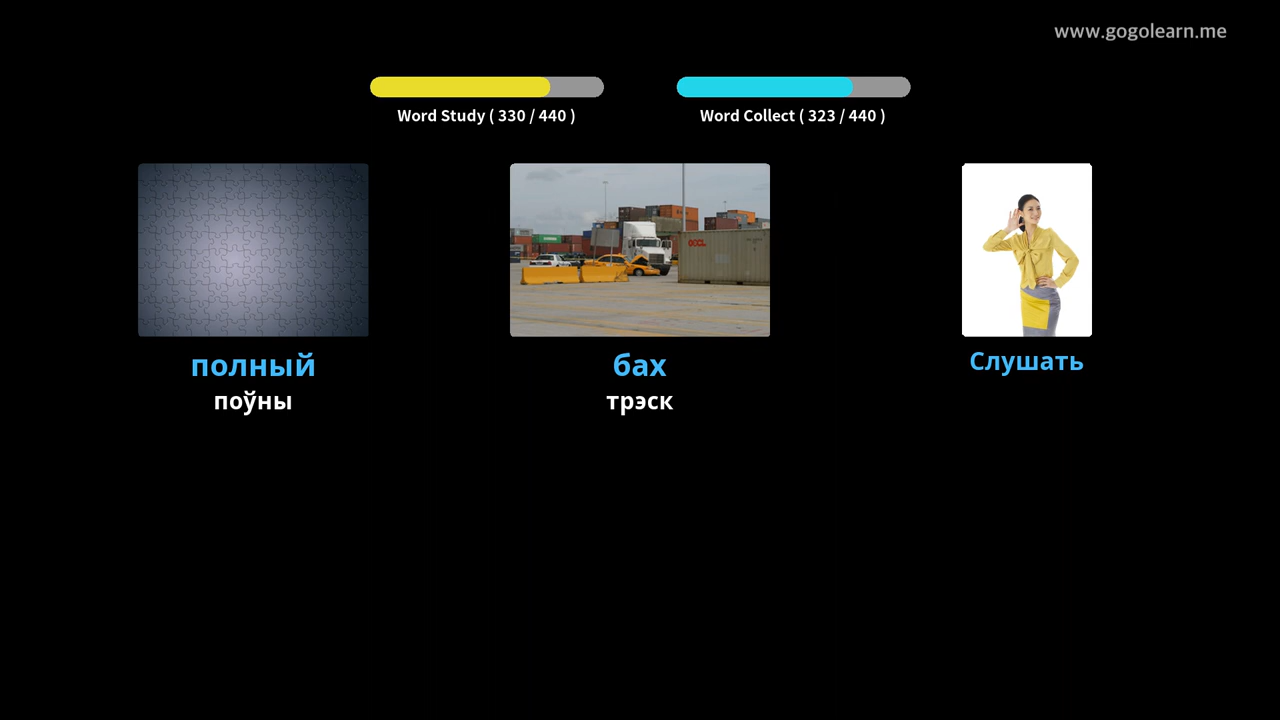 www.gogolearn.me
Word Study ( 330 / 440 )
Word Collect ( 323 / 440 )
полный
поўны
бах
трэск
Слушать